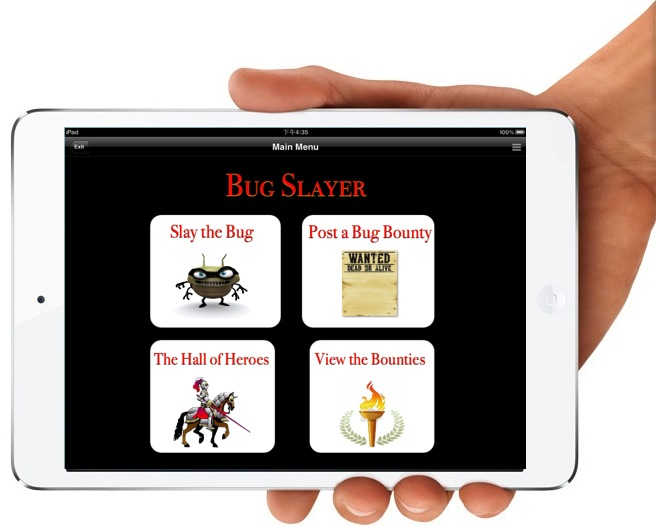 iPad 下午4:35 100%
Exit Main Menu
Bug Slayer
Slay the Bug
Post a Bug Bounty
WANTED
DEAD OR ALIVE
The Hall of Heroes
View the Bounties